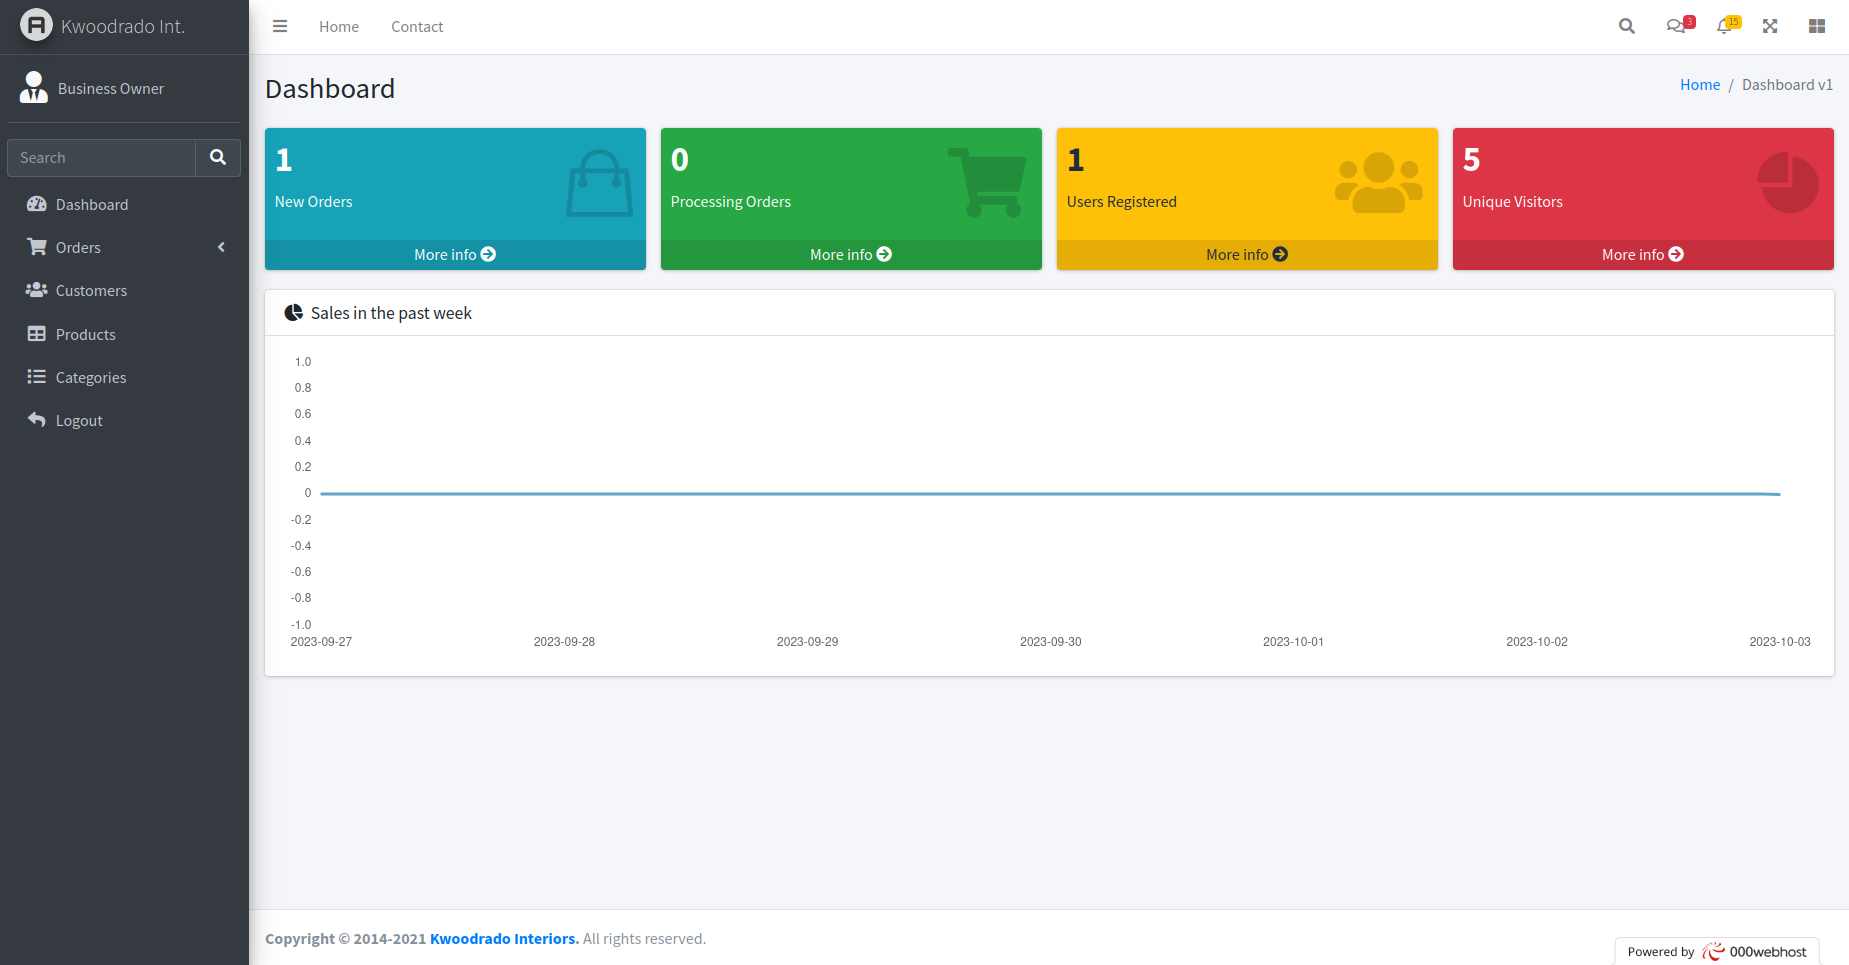 Kwoodrado Int.
Home
Contact
3
15
Business Owner
Search
Dashboard
Orders
Customers
Products
Categories
Logout
Dashboard
Home / Dashboard v1
1
New Orders
More info
0
Processing Orders
More info
1
Users Registered
More info
5
Unique Visitors
More info
Sales in the past week
1.0
0.8
0.6
0.4
0.2
0
-0.2
-0.4
-0.6
-0.8
-1.0
2023-09-27 2023-09-28 2023-09-29 2023-09-30 2023-10-01 2023-10-02 2023-10-03
Copyright © 2014-2021 Kwoodrado Interiors. All rights reserved.
Powered by 000webhost